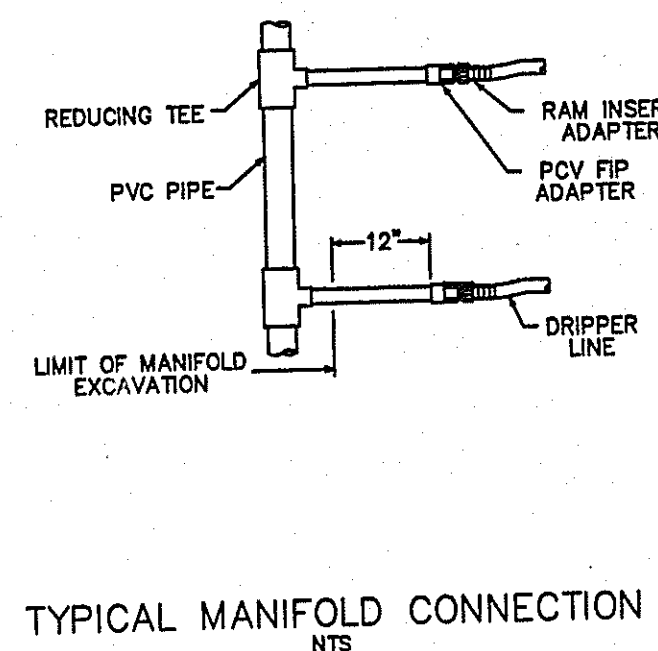 REDUCING TEE
RAM INSER
ADAPTER
PVC PIPE
PCV FIP
ADAPTER
12"
DRIPPER
LINE
LIMIT OF MANIFOLD
EXCAVATION
TYPICAL MANIFOLD CONNECTION
NTS